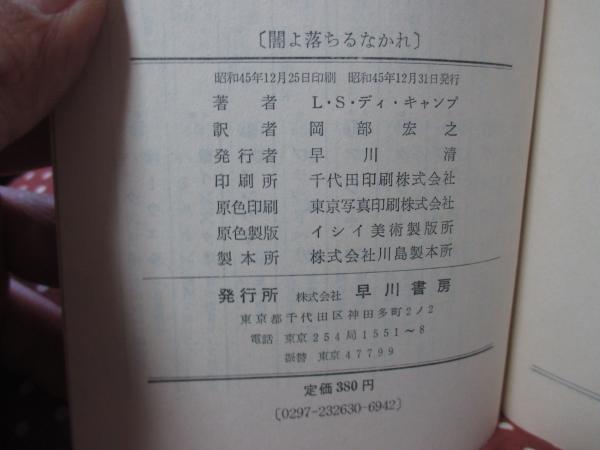 〔闇よ落ちるなかれ〕
昭和45年12月25日印刷 昭和45年12月31日発行
著者 L・S・ディ・キャンプ
訳者 岡部宏之
発行者 早川清
印刷所 千代田印刷株式会社
原色印刷 東京写真印刷株式会社
原色製版 イシイ美術製版所
製本所 株式会社川島製本所
発行所 株式会社 早川書房
東京都千代田区神田多町2ノ2
電話 東京254局1551〜8
振替 東京47799
定価380円
〔0297-232630-6942〕